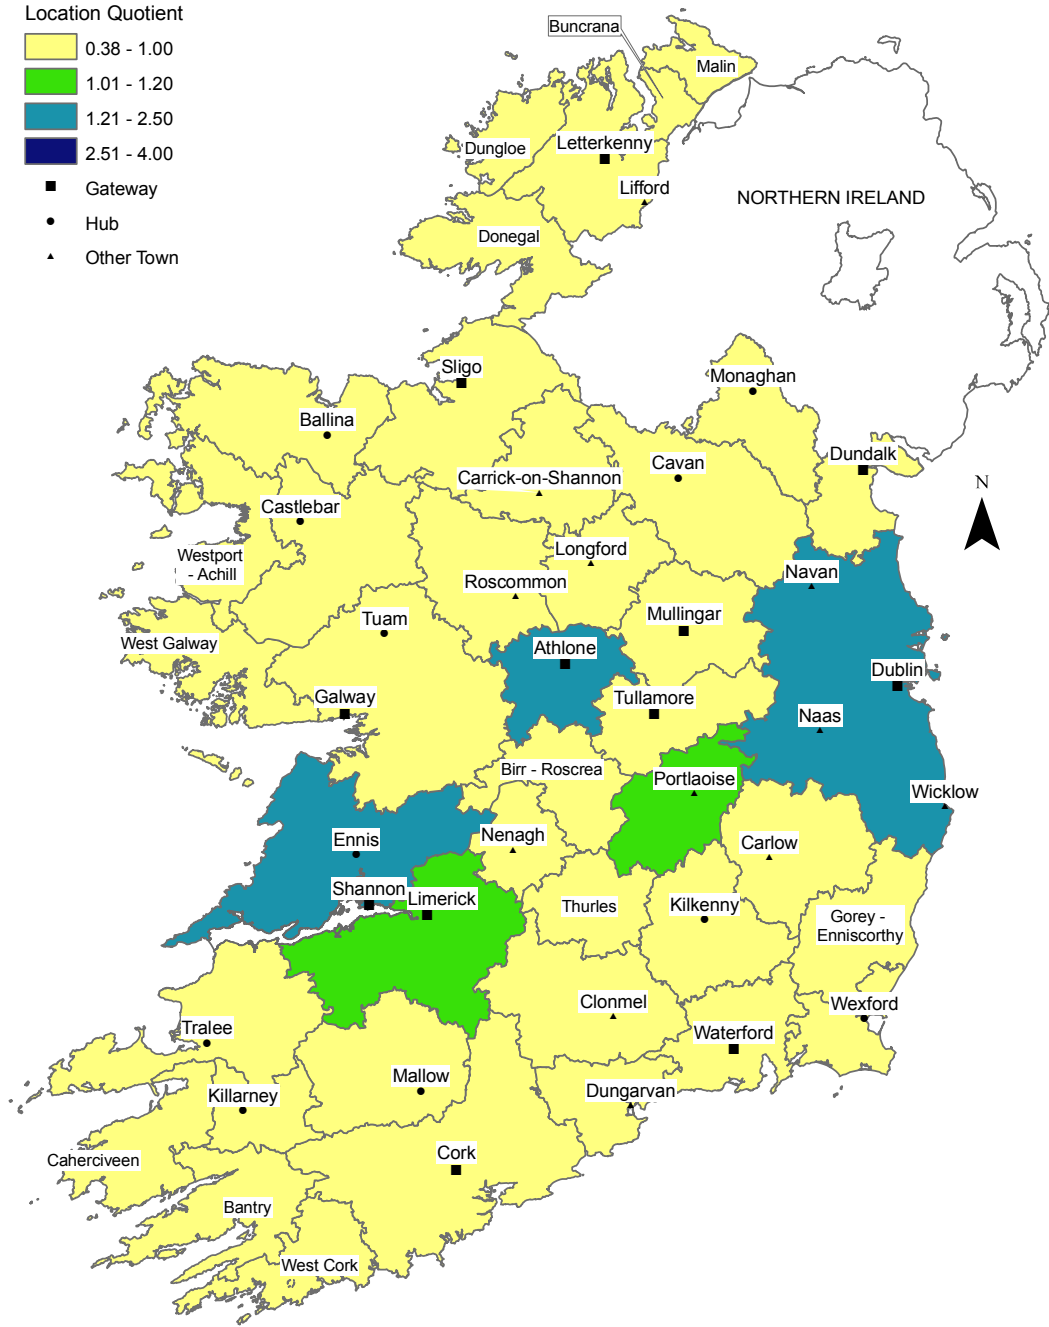 Location Quotient
0.38 - 1.00
1.01 - 1.20
1.21 - 2.50
2.51 - 4.00
Gateway
Hub
Other Town
Buncrana
Malin
Dungloe
Letterkenny
Lifford
NORTHERN IRELAND
Donegal
Sligo
Monaghan
Ballina
Dundalk
Cavan
Carrick-on-Shannon
N
Castlebar
Westport
- Achill
Longford
Navan
Roscommon
Tuam
Mullingar
West Galway
Athlone
Dublin
Galway
Tullamore
Naas
Birr - Roscrea
Portlaoise
Wicklow
Ennis
Nenagh
Carlow
Shannon
Limerick
Thurles
Kilkenny
Gorey -
Enniscorthy
Clonmel
Wexford
Tralee
Waterford
Mallow
Killarney
Dungarvan
Caherciveen
Cork
Bantry
West Cork